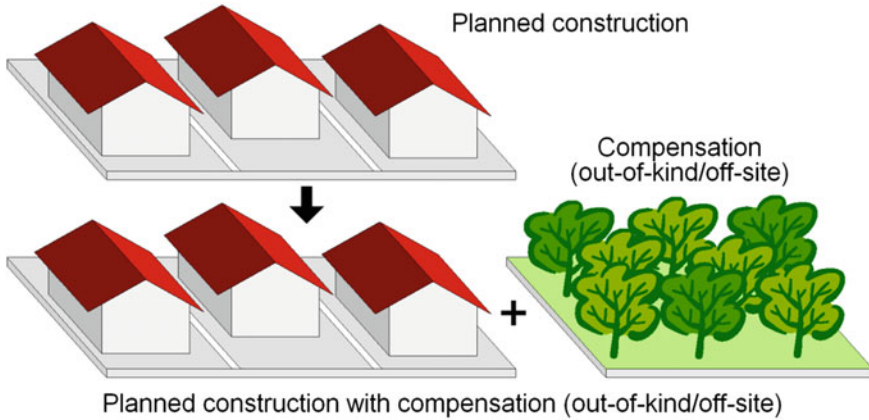 Planned construction
Compensation
(out-of-kind/off-site)
+
Planned construction with compensation (out-of-kind/off-site)